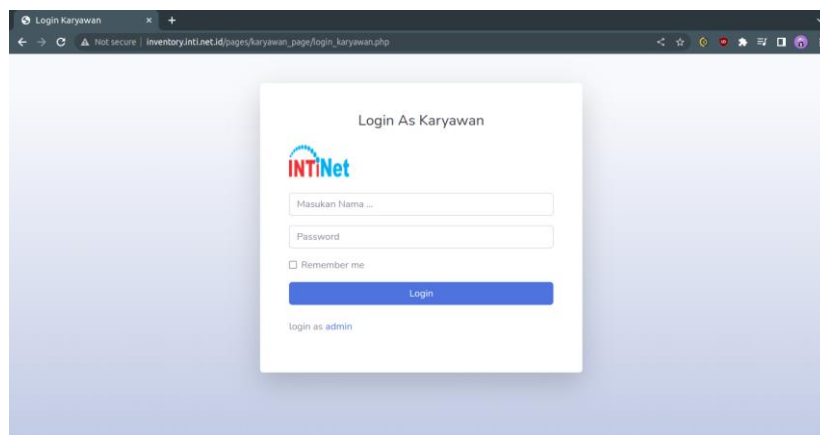 Login Karyawan
Not secure | inventory.inti.net.id/pages/karyawan_page/login_karyawan.php
Login As Karyawan
INTiNet
Masukan Nama ...
Password
Remember me
Login
login as admin